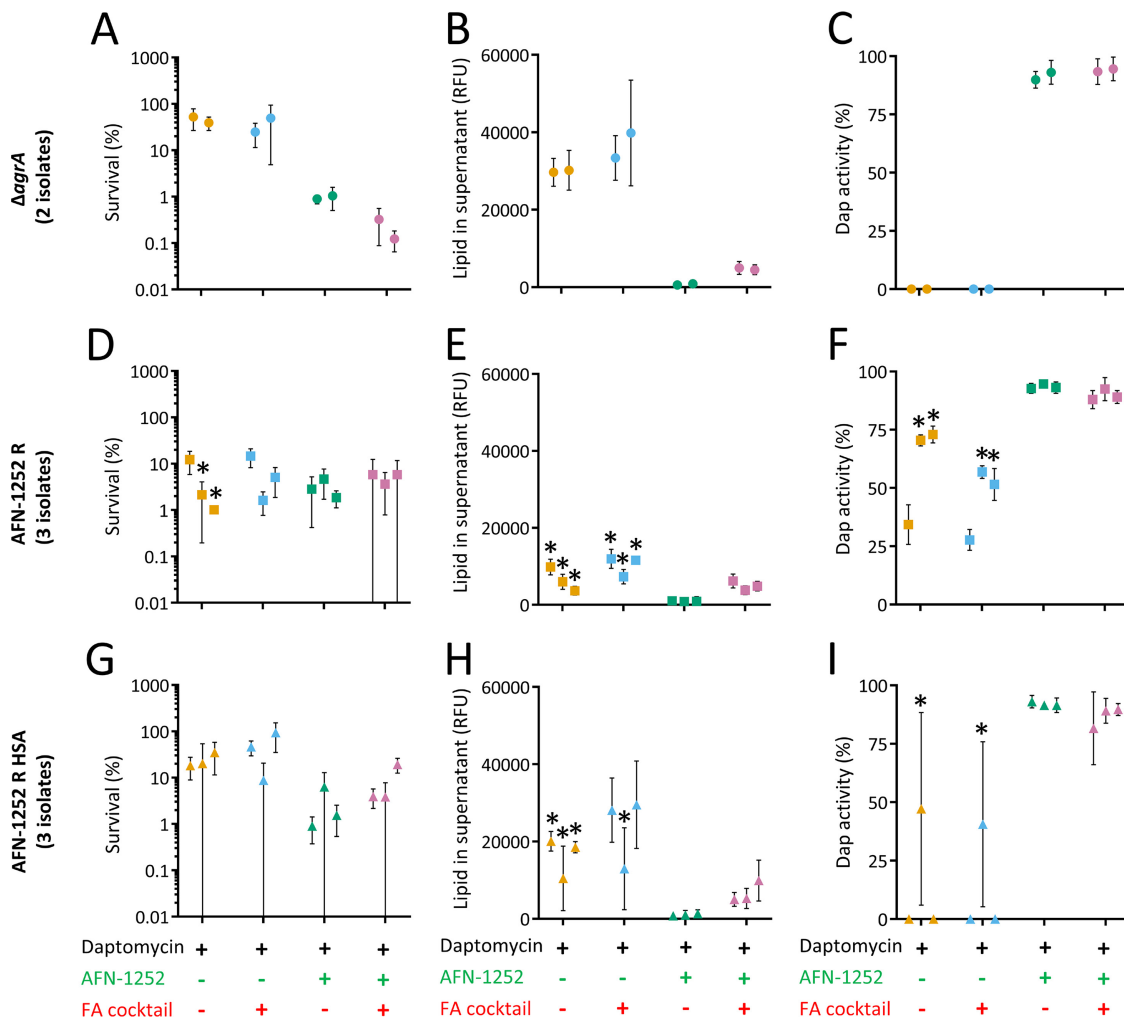 A
B
C
ΔagrA
(2 isolates)
Survival (%)
1000
100
10
1
0.1
0.01
Lipid in supernatant (RFU)
60000
40000
20000
0
Dap activity (%)
100
75
50
25
0
D
E
F
AFN-1252 R
(3 isolates)
Survival (%)
1000
100
10
1
0.1
0.01
* *
Lipid in supernatant (RFU)
60000
40000
20000
0
* * * * * *
Dap activity (%)
100
75
50
25
0
* * * *
G
H
I
AFN-1252 R HSA
(3 isolates)
Survival (%)
1000
100
10
1
0.1
0.01
Lipid in supernatant (RFU)
60000
40000
20000
0
* * * *
Dap activity (%)
100
75
50
25
0
* *
Daptomycin + + + +
AFN-1252 - - + +
FA cocktail - + - +
Daptomycin + + + +
AFN-1252 - - + +
FA cocktail - + - +
Daptomycin + + + +
AFN-1252 - - + +
FA cocktail - + - +